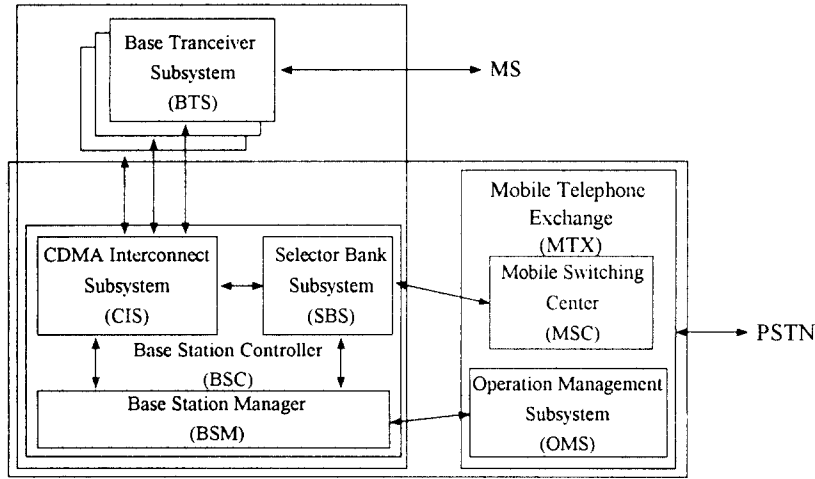 Base Tranceiver
Subsystem
(BTS)
MS
Mobile Telephone
Exchange
(MTX)
CDMA Interconnect
Subsystem
(CIS)
Selector Bank
Subsystem
(SBS)
Mobile Switching
Center
(MSC)
PSTN
Base Station Controller
(BSC)
Base Station Manager
(BSM)
Operation Management
Subsystem
(OMS)